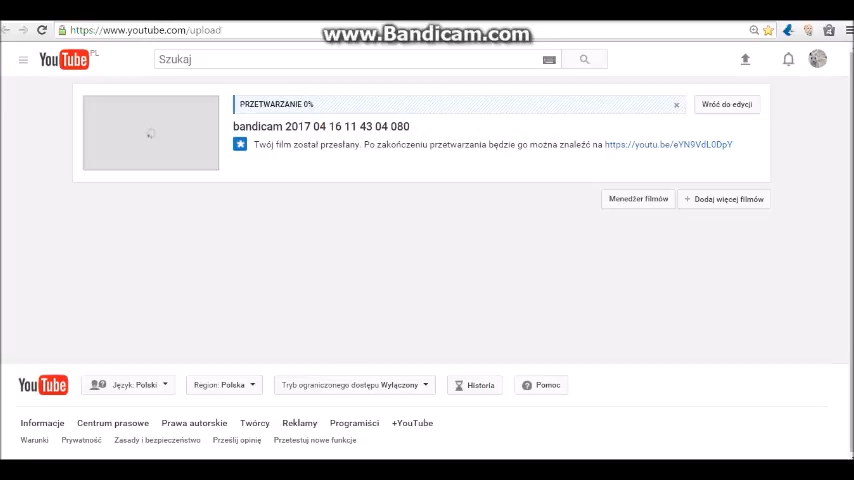 https://www.youtube.com/upload
www.Bandicam.com
YouTube PL
Szukaj
PRZETWARZANIE 0%
Wróć do edycji
bandicam 2017 04 16 11 43 04 080
Twój film został przesłany. Po zakończeniu przetwarzania będzie go można znaleźć na https://youtu.be/eYN9VdL0DpY
Menedżer filmów
+ Dodaj więcej filmów
YouTube
Język: Polski
Region: Polska
Tryb ograniczonego dostępu Wyłączony
Historia
Pomoc
Informacje Centrum prasowe Prawa autorskie Twórcy Reklamy Programiści +YouTube
Warunki Prywatność Zasady i bezpieczeństwo Prześlij opinię Przetestuj nowe funkcje